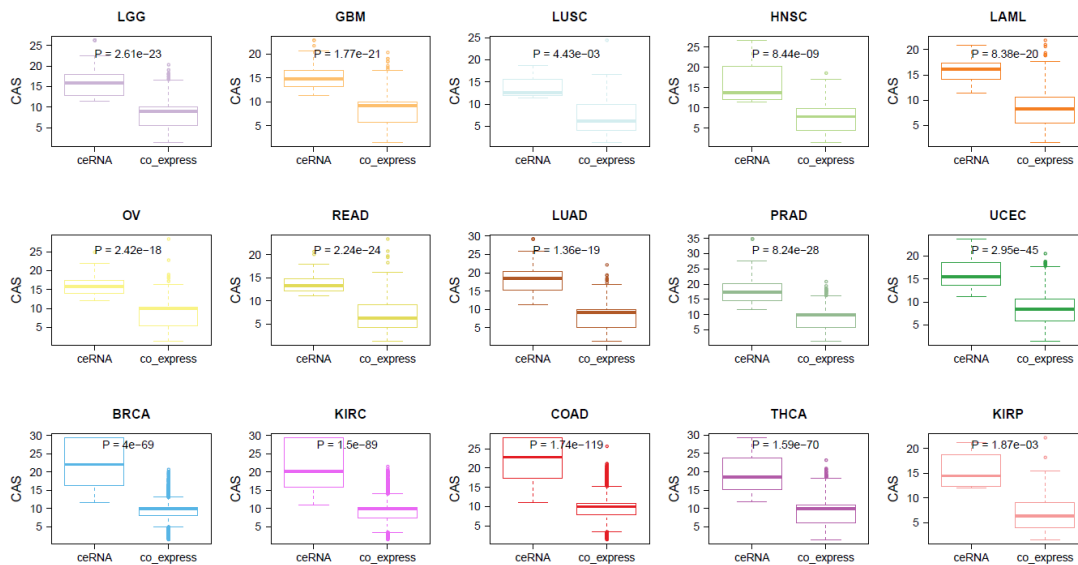 LGG
GBM
LUSC
HNSC
LAML
CAS
25
20
15
10
5
P = 2.61e−23
ceRNA
co_express
20
15
10
5
P = 1.77e−21
ceRNA
co_express
CAS
25
20
15
10
5
P = 4.43e−03
ceRNA
co_express
25
20
15
10
5
P = 8.44e−09
ceRNA
co_express
CAS
20
15
10
5
P = 8.38e−20
ceRNA
co_express
CAS
OV
READ
LUAD
PRAD
UCEC
CAS
25
20
15
10
5
P = 2.42e−18
ceRNA
co_express
CAS
20
15
10
5
P = 2.24e−24
ceRNA
co_express
CAS
30
25
20
15
10
5
P = 1.36e−19
ceRNA
co_express
CAS
35
30
25
20
15
10
5
P = 8.24e−28
ceRNA
co_express
CAS
20
15
10
5
P = 2.95e−45
ceRNA
co_express
BRCA
KIRC
COAD
THCA
KIRP
CAS
30
25
20
15
10
5
P = 4e−69
ceRNA
co_express
CAS
30
25
20
15
10
5
P = 1.5e−89
ceRNA
co_express
CAS
25
20
15
10
5
P = 1.74e−119
ceRNA
co_express
CAS
30
25
20
15
10
5
P = 1.59e−70
ceRNA
co_express
CAS
20
15
10
5
P = 1.87e−03
ceRNA
co_express